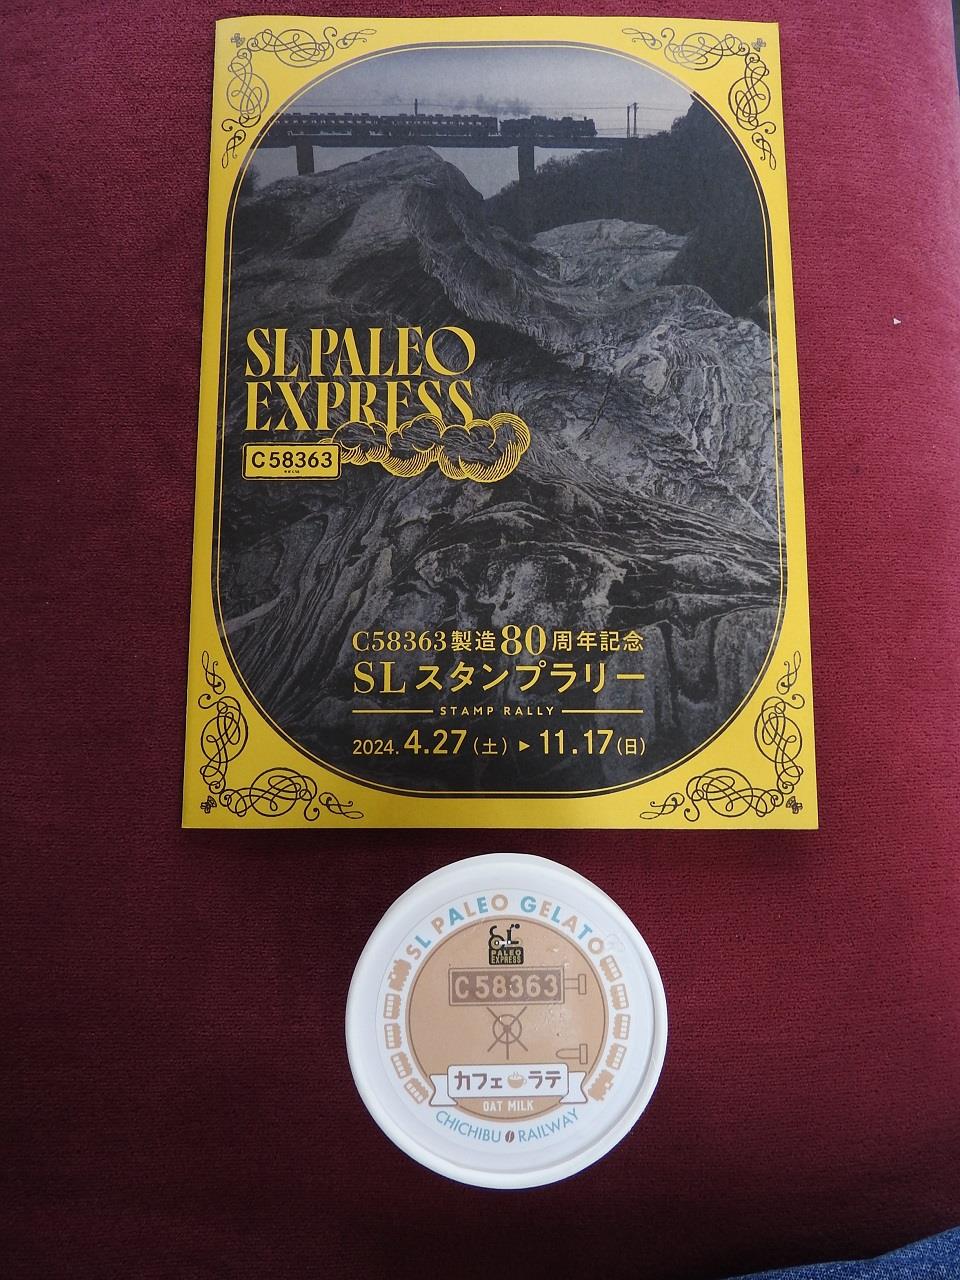 SL PALEO
EXPRESS
C58363
C58363製造80周年記念
SLスタンプラリー
STAMP RALLY
2024.4.27(土)▶11.17(日)
SL PALEO GELATO
SL
PALEO
EXPRESS
C58363
カフェラテ
OAT MILK
CHICHIBU RAILWAY